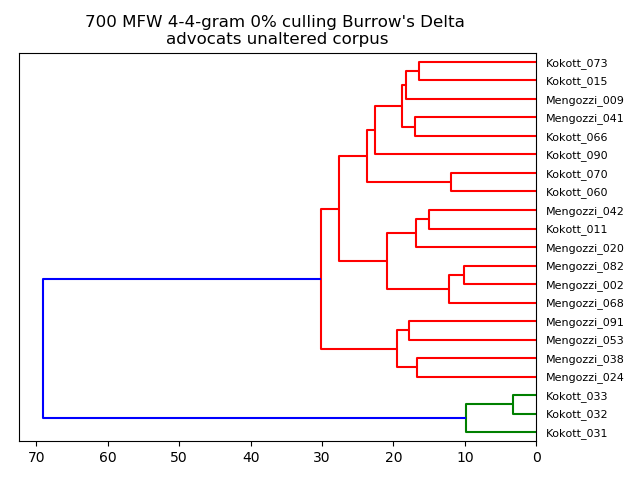 700 MFW 4-4-gram 0% culling Burrow's Delta
advocats unaltered corpus
Kokott_073
Kokott_015
Mengozzi_009
Mengozzi_041
Kokott_066
Kokott_090
Kokott_070
Kokott_060
Mengozzi_042
Kokott_011
Mengozzi_020
Mengozzi_082
Mengozzi_002
Mengozzi_068
Mengozzi_091
Mengozzi_053
Mengozzi_038
Mengozzi_024
Kokott_033
Kokott_032
Kokott_031
70 60 50 40 30 20 10 0